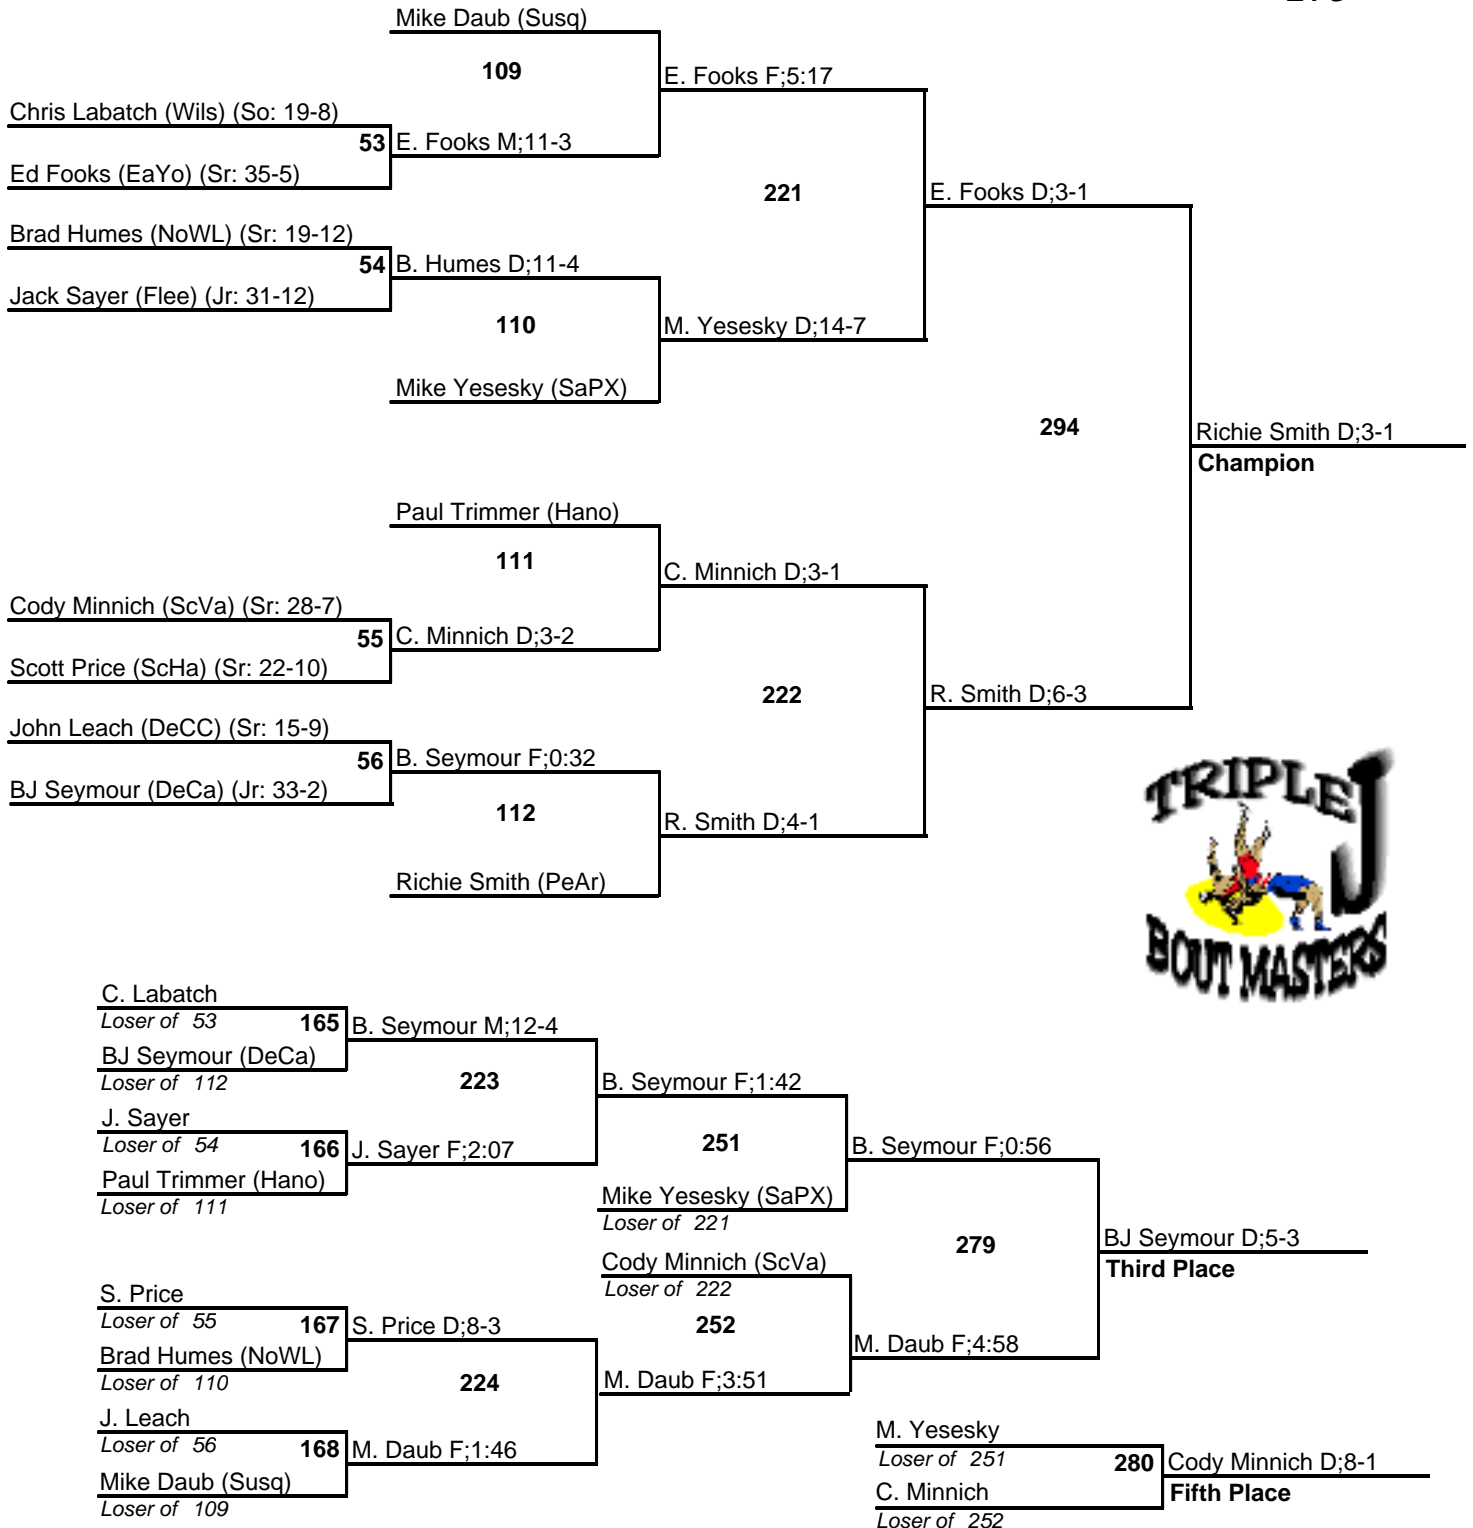 Mike Daub (Susq)
109
E. Fooks F;5:17
Chris Labatch (Wils) (So: 19-8)
53
E. Fooks M;11-3
Ed Fooks (EaYo) (Sr: 35-5)
221
E. Fooks D;3-1
Brad Humes (NoWL) (Sr: 19-12)
54
B. Humes D;11-4
Jack Sayer (Flee) (Jr: 31-12)
110
M. Yesesky D;14-7
Mike Yesesky (SaPX)
294
Richie Smith D;3-1
Champion
Paul Trimmer (Hano)
111
C. Minnich D;3-1
Cody Minnich (ScVa) (Sr: 28-7)
55
C. Minnich D;3-2
Scott Price (ScHa) (Sr: 22-10)
222
R. Smith D;6-3
John Leach (DeCC) (Sr: 15-9)
56
B. Seymour F;0:32
BJ Seymour (DeCa) (Jr: 33-2)
112
R. Smith D;4-1
Richie Smith (PeAr)
TRIPLE J
BOUT MASTERS
C. Labatch
Loser of 53
165
B. Seymour M;12-4
BJ Seymour (DeCa)
Loser of 112
223
B. Seymour F;1:42
J. Sayer
Loser of 54
166
J. Sayer F;2:07
Paul Trimmer (Hano)
Loser of 111
251
B. Seymour F;0:56
Mike Yesesky (SaPX)
Loser of 221
279
BJ Seymour D;5-3
Third Place
Cody Minnich (ScVa)
Loser of 222
S. Price
Loser of 55
167
S. Price D;8-3
252
Brad Humes (NoWL)
Loser of 110
M. Daub F;4:58
224
M. Daub F;3:51
J. Leach
Loser of 56
168
M. Daub F;1:46
Mike Daub (Susq)
Loser of 109
M. Yesesky
Loser of 251
280
Cody Minnich D;8-1
C. Minnich
Fifth Place
Loser of 252